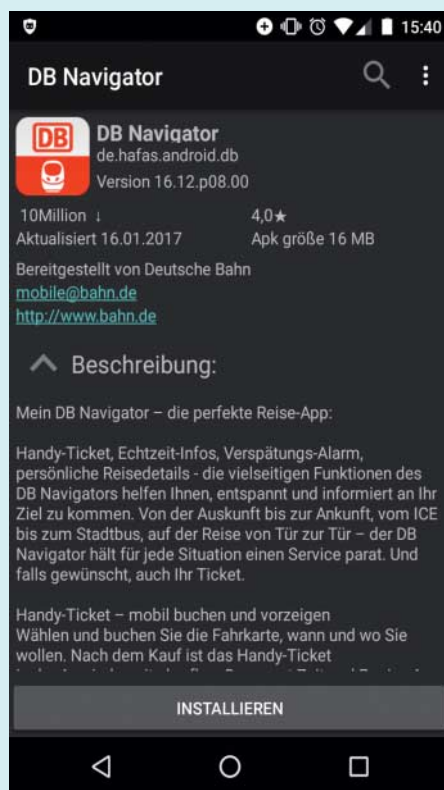 15:40
DB Navigator
DB
DB Navigator
de.hafas.android.db
Version 16.12.p08.00
10Million ↓ 4,0★
Aktualisiert 16.01.2017 Apk größe 16 MB
Bereitgestellt von Deutsche Bahn
mobile@bahn.de
http://www.bahn.de
Beschreibung:
Mein DB Navigator – die perfekte Reise-App:
Handy-Ticket, Echtzeit-Infos, Verspätungs-Alarm,
persönliche Reisedetails - die vielseitigen Funktionen des
DB Navigators helfen Ihnen, entspannt und informiert an Ihr
Ziel zu kommen. Von der Auskunft bis zur Ankunft, vom ICE
bis zum Stadtbus, auf der Reise von Tür zur Tür – der DB
Navigator hält für jede Situation einen Service parat. Und
falls gewünscht, auch Ihr Ticket.
Handy-Ticket – mobil buchen und vorzeigen
Wählen und buchen Sie die Fahrkarte, wann und wo Sie
wollen. Nach dem Kauf ist das Handy-Ticket
INSTALLIEREN